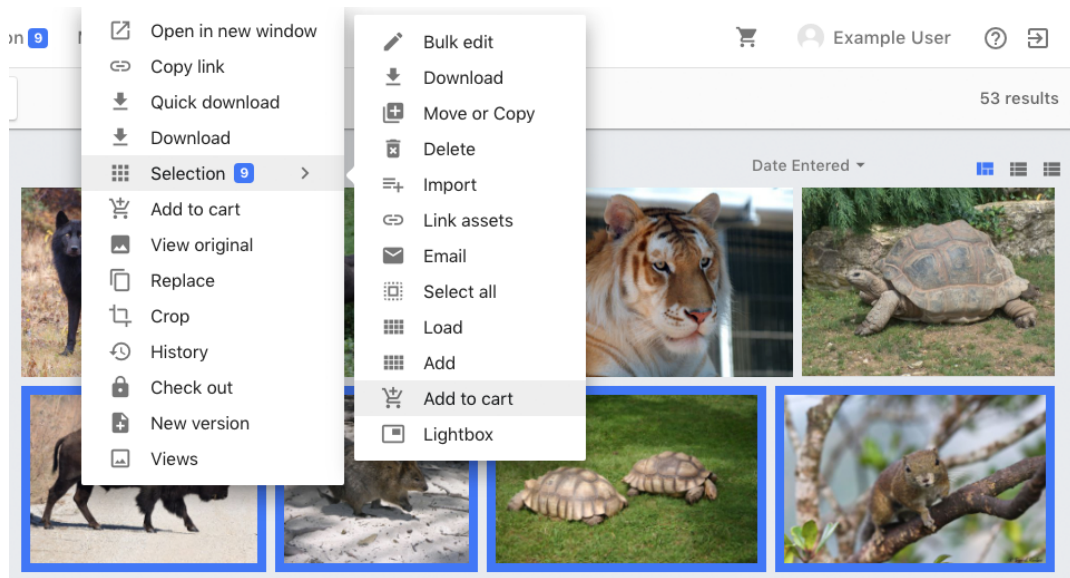 9
Example User
53 results
Date Entered
Open in new window
Copy link
Quick download
Download
Selection 9
Add to cart
View original
Replace
Crop
History
Check out
New version
Views
Bulk edit
Download
Move or Copy
Delete
Import
Link assets
Email
Select all
Load
Add
Add to cart
Lightbox